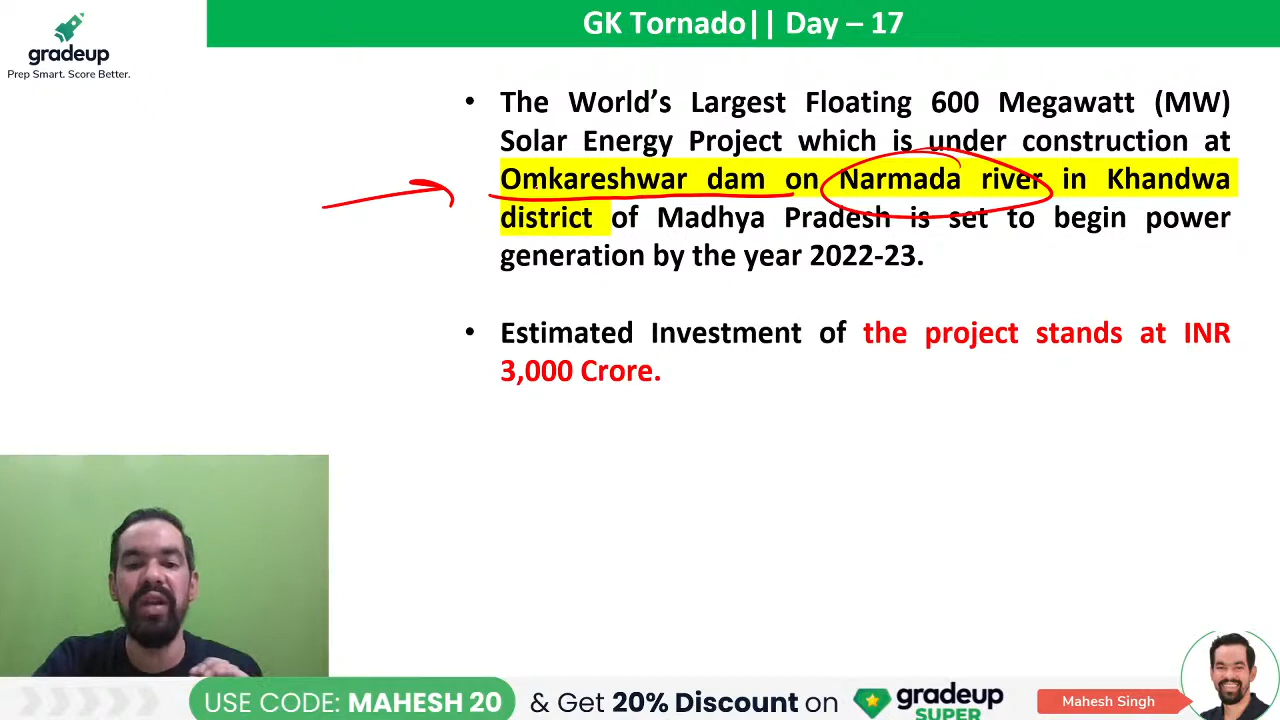 GK Tornado|| Day – 17
gradeup
Prep Smart. Score Better.
• The World’s Largest Floating 600 Megawatt (MW)
Solar Energy Project which is under construction at
Omkareshwar dam on Narmada river in Khandwa
district of Madhya Pradesh is set to begin power
generation by the year 2022-23.
• Estimated Investment of the project stands at INR
3,000 Crore.
USE CODE: MAHESH 20 & Get 20% Discount on gradeup
SUPER
Mahesh Singh